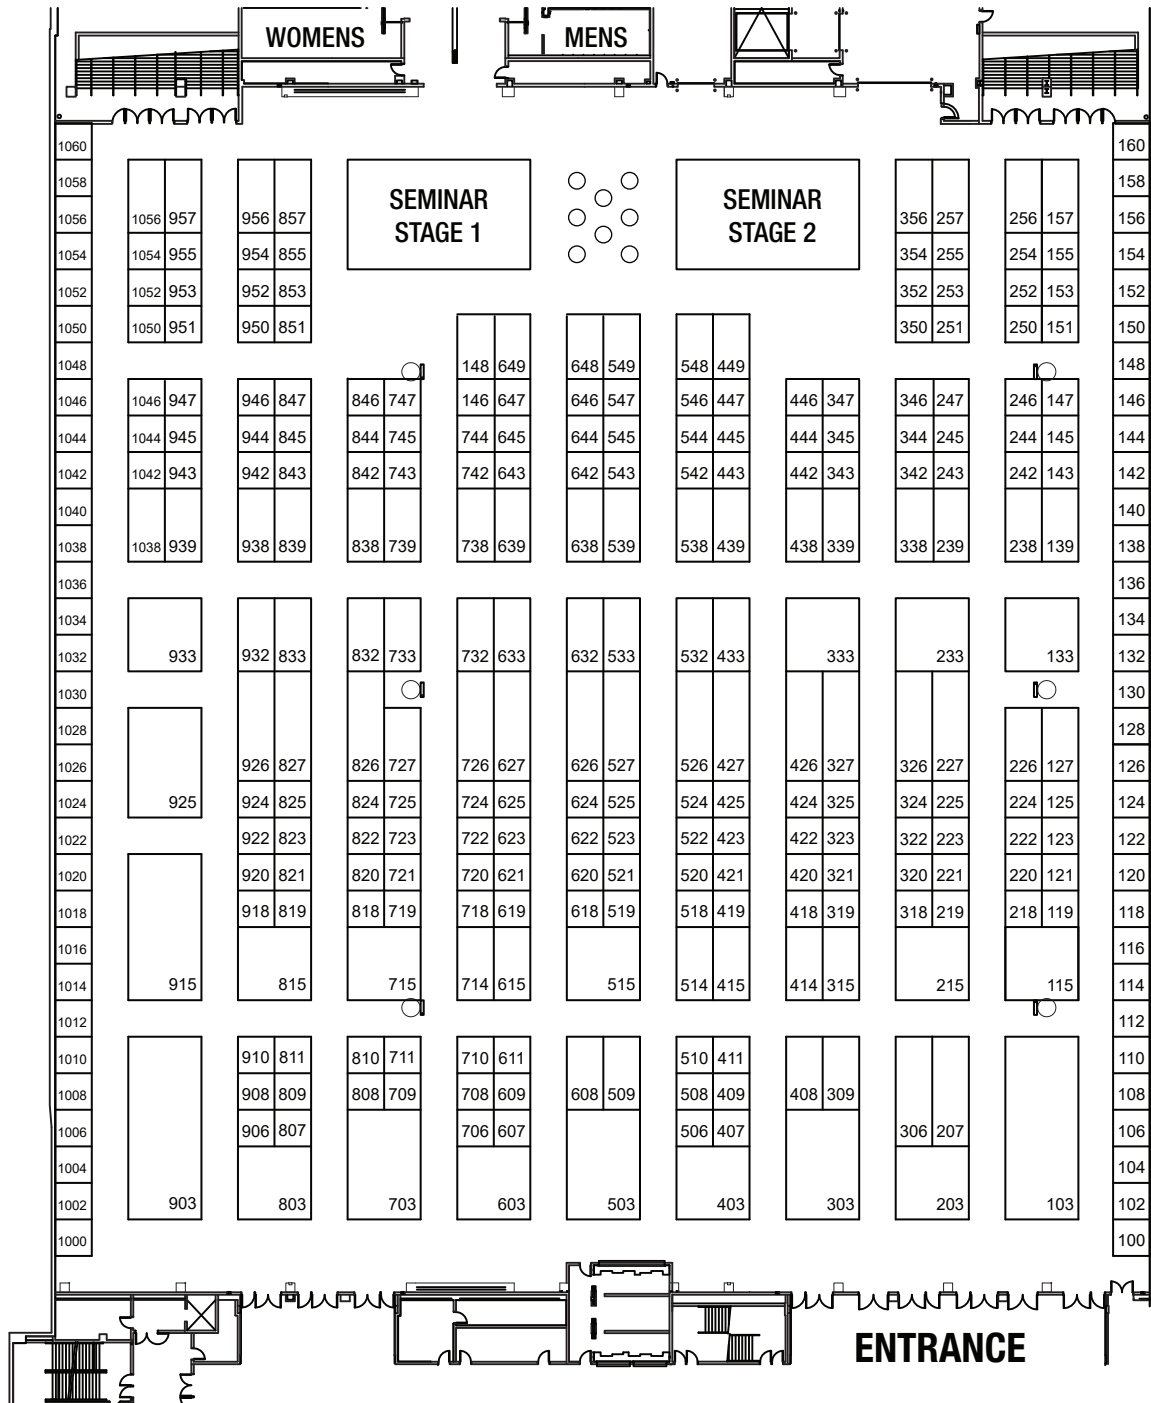 WOMENS MENS
1060 160
1058 SEMINAR SEMINAR 158
STAGE 1 STAGE 2
1056 1056 957 956 857 356 257 256 157 156
1054 1054 955 954 855 354 255 254 155 154
1052 1052 953 952 853 352 253 252 153 152
1050 1050 951 950 851 350 251 250 151 150
1048 148 649 648 549 548 449 148
1046 1046 947 946 847 846 747 146 647 646 547 546 447 446 347 346 247 246 147 146
1044 1044 945 944 845 844 745 744 645 644 545 544 445 444 345 344 245 244 145 144
1042 1042 943 942 843 842 743 742 643 642 543 542 443 442 343 342 243 242 143 142
1040 140
1038 1038 939 938 839 838 739 738 639 638 539 538 439 438 339 338 239 238 139 138
1036 136
1034 134
1032 933 932 833 832 733 732 633 632 533 532 433 333 233 133 132
1030 130
1028 128
1026 926 827 826 727 726 627 626 527 526 427 426 327 326 227 226 127 126
1024 925 924 825 824 725 724 625 624 525 524 425 424 325 324 225 224 125 124
1022 922 823 822 723 722 623 622 523 522 423 422 323 322 223 222 123 122
1020 920 821 820 721 720 621 620 521 520 421 420 321 320 221 220 121 120
1018 918 819 818 719 718 619 618 519 518 419 418 319 318 219 218 119 118
1016 116
1014 915 815 715 714 615 515 514 415 414 315 215 115 114
1012 112
1010 910 811 810 711 710 611 510 411 110
1008 908 809 808 709 708 609 608 509 508 409 408 309 108
1006 906 807 706 607 506 407 306 207 106
1004 104
1002 903 803 703 603 503 403 303 203 103 102
1000 100
ENTRANCE